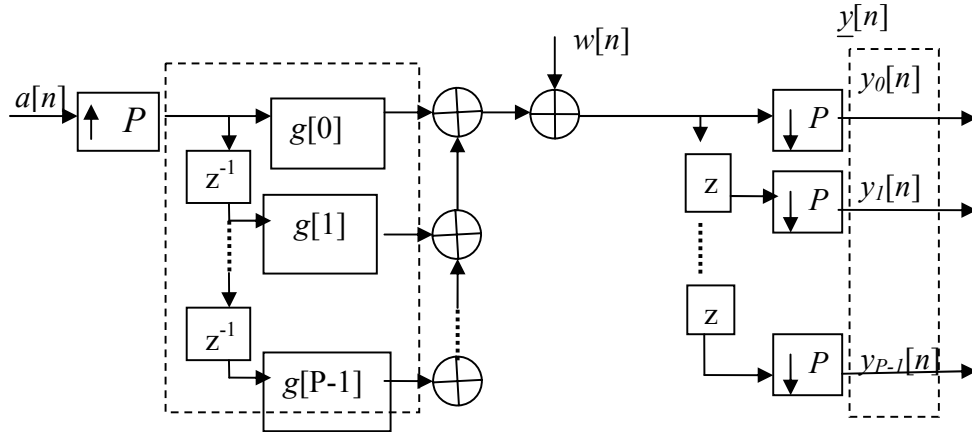 y[n]
w[n]
a[n]
P
g[0]
P
y0[n]
z-1
z
P
y1[n]
g[1]
z-1
z
g[P-1]
P
yP-1[n]